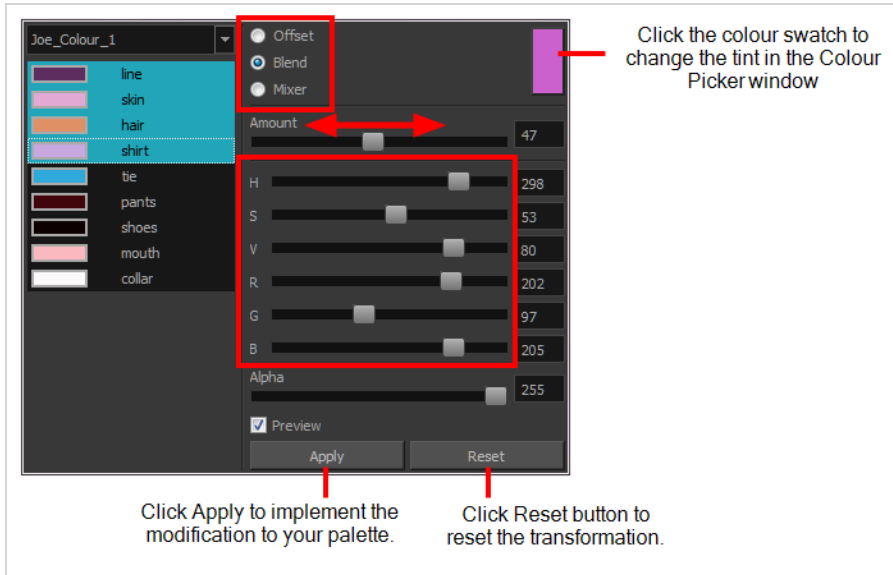 Joe_Colour_1
line
skin
hair
shirt
tie
pants
shoes
mouth
collar
Offset
Blend
Mixer
Amount
47
H
298
S
53
V
80
R
202
G
97
B
205
Alpha
255
Preview
Apply
Reset
Click the colour swatch to
change the tint in the Colour
Picker window
Click Apply to implement the
modification to your palette.
Click Reset button to
reset the transformation.